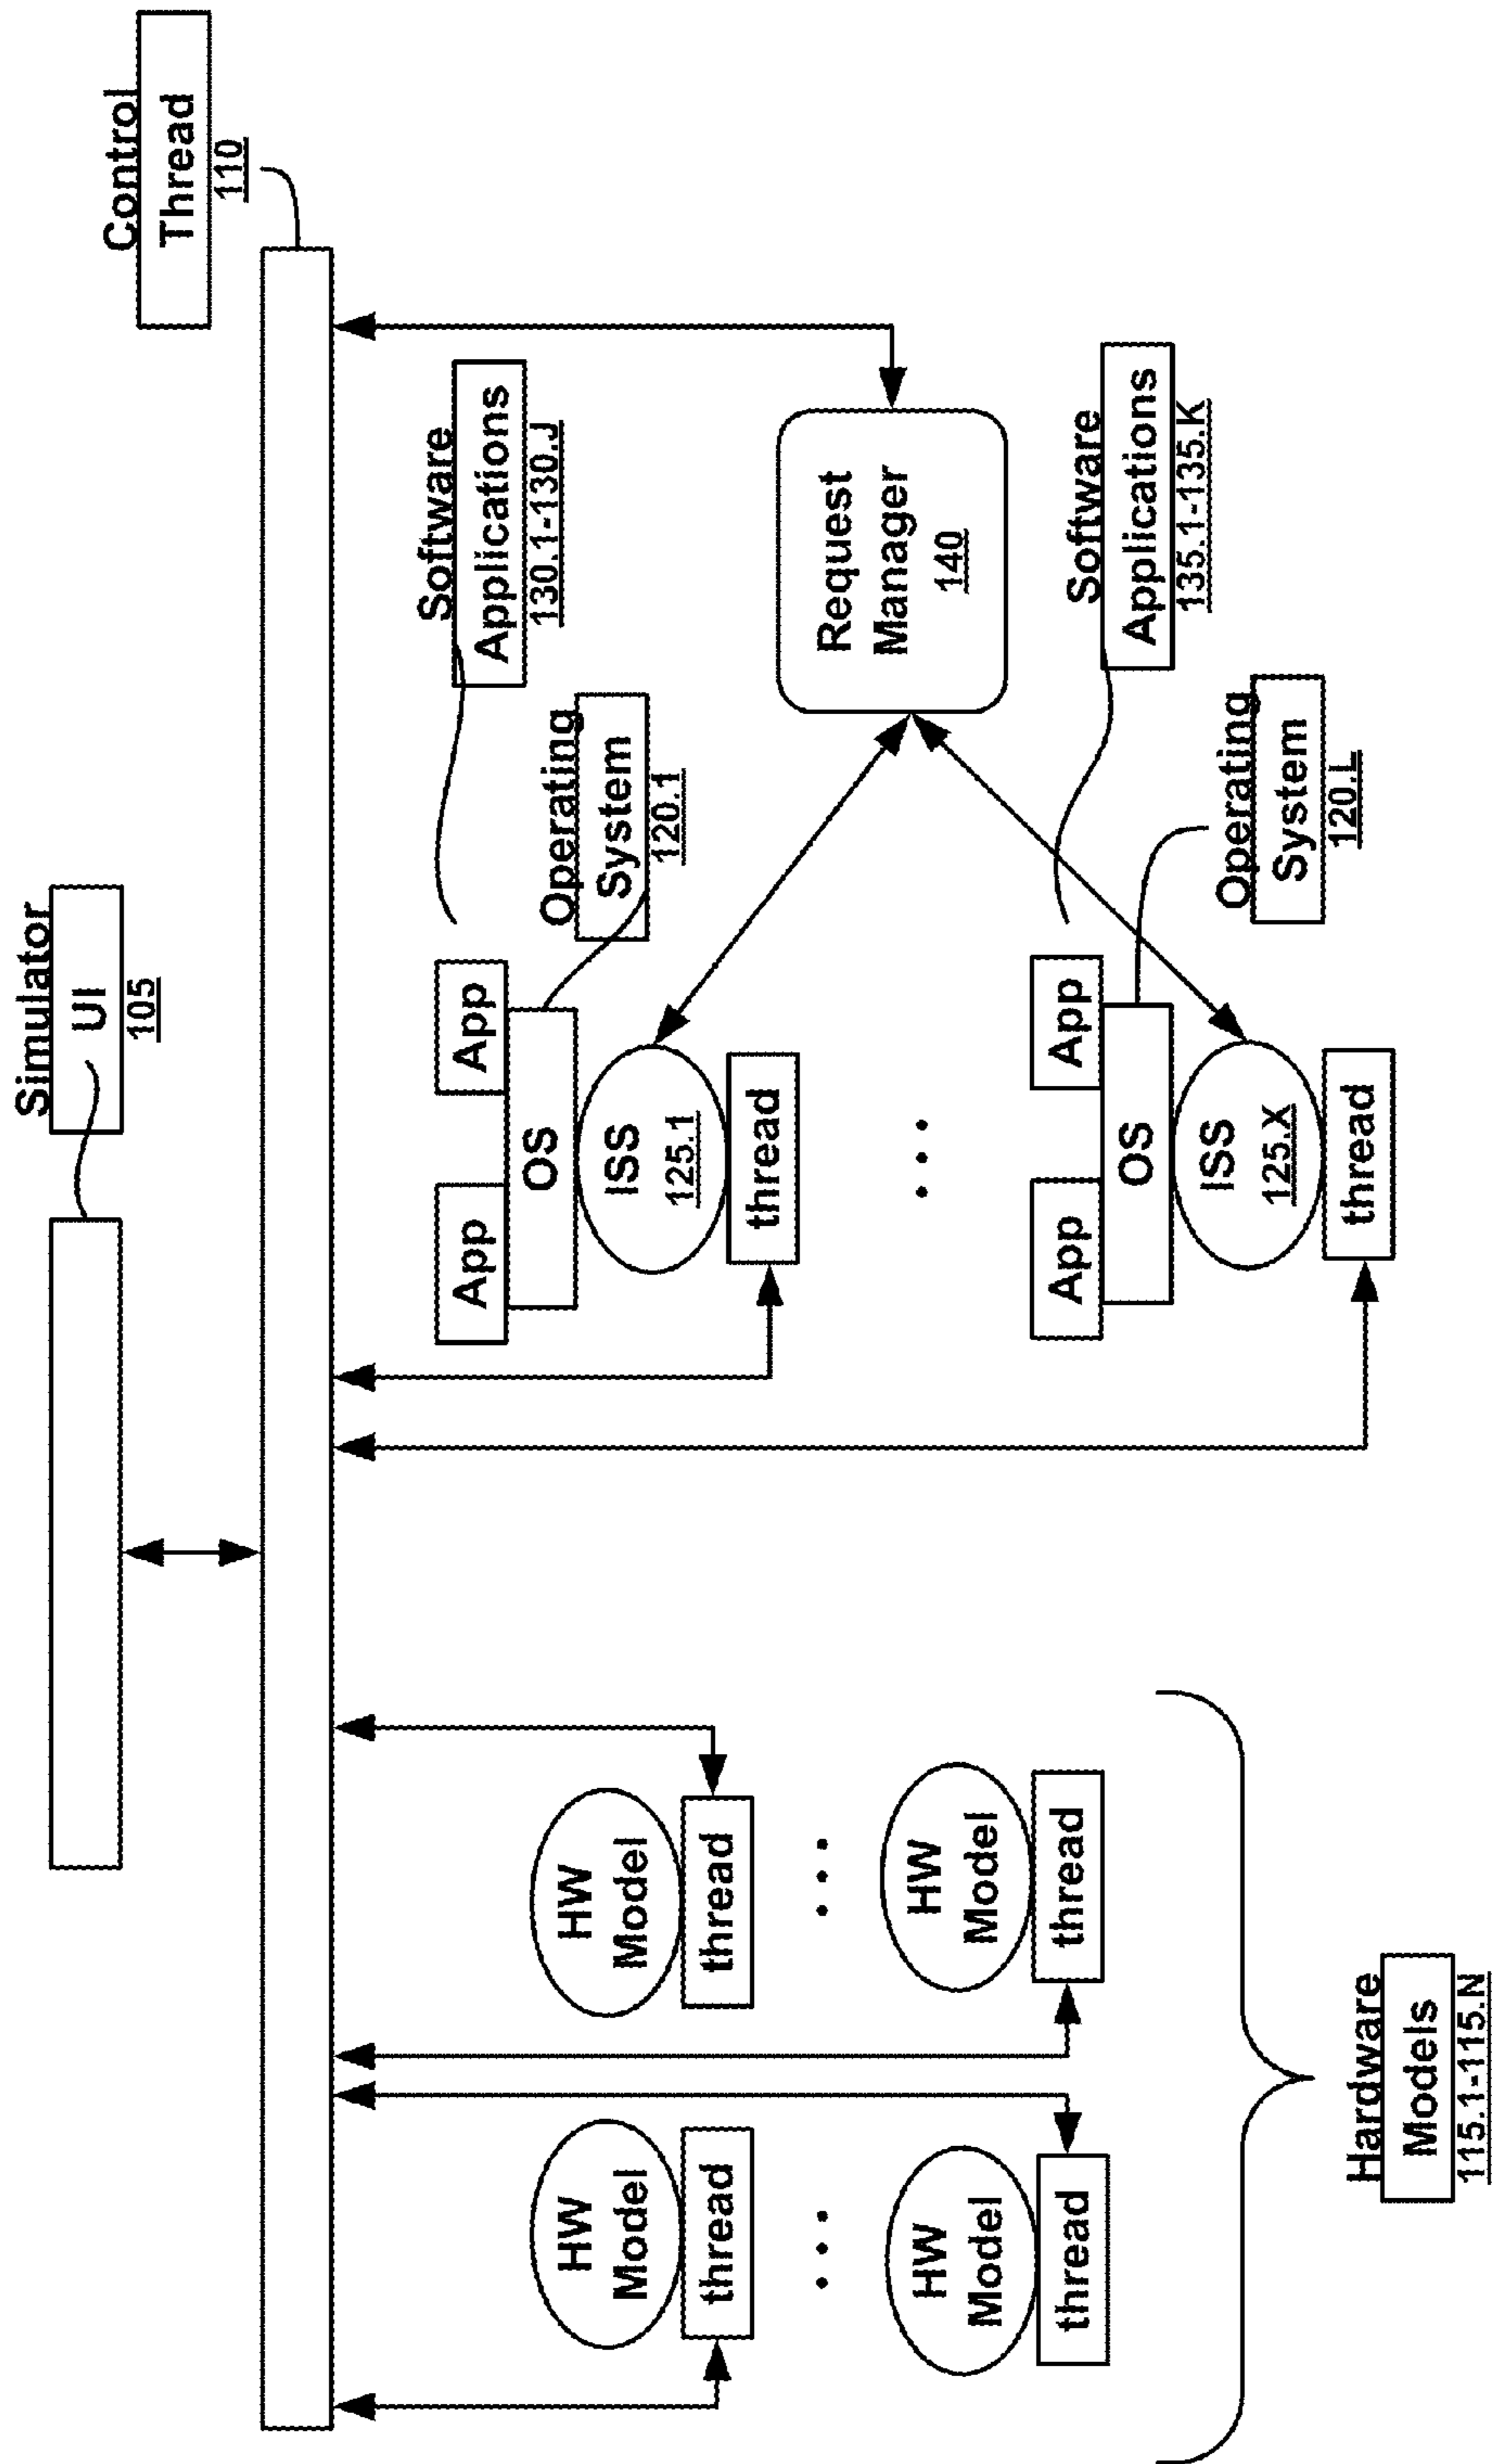 Simulator
UI
105
Control
Thread
110
Software
Applications
130.1-130.J
Operating
System
120.1
App
App
OS
ISS
125.1
thread
Request
Manager
140
...
Software
Applications
135.1-135.K
Operating
System
120.L
App
App
OS
ISS
125.X
thread
HW
Model
thread
HW
Model
thread
...
...
HW
Model
thread
HW
Model
thread
Hardware
Models
115.1-115.N